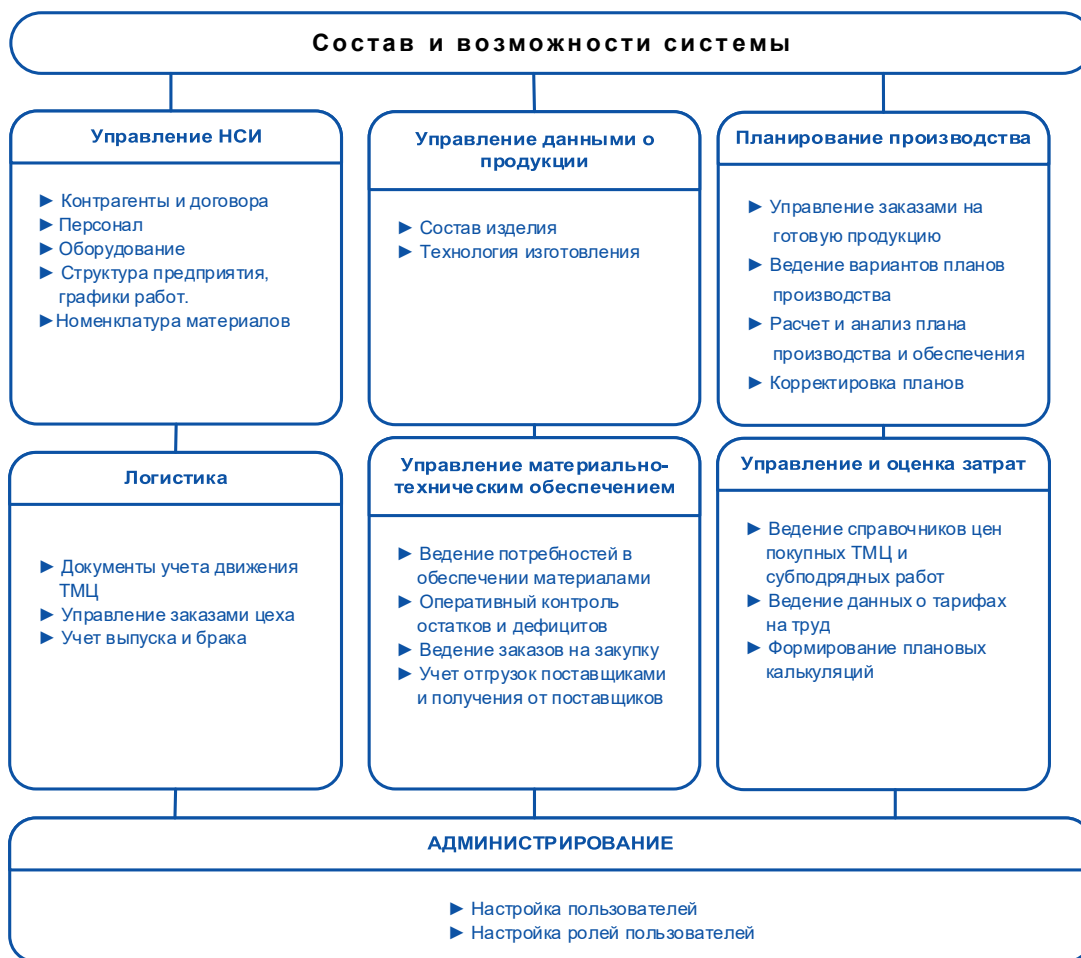 Состав и возможности системы
Управление НСИ
► Контрагенты и договора
► Персонал
► Оборудование
► Структура предприятия,
графики работ.
►Номенклатура материалов
Управление данными о
продукции
► Состав изделия
► Технология изготовления
Планирование производства
► Управление заказами на
готовую продукцию
► Ведение вариантов планов
производства
► Расчет и анализ плана
производства и обеспечения
► Корректировка планов
Логистика
► Документы учета движения
ТМЦ
► Управление заказами цеха
► Учет выпуска и брака
Управление материально-
техническим обеспечением
► Ведение потребностей в
обеспечении материалами
► Оперативный контроль
остатков и дефицитов
► Ведение заказов на закупку
► Учет отгрузок поставщиками
и получения от поставщиков
Управление и оценка затрат
► Ведение справочников цен
покупных ТМЦ и
субподрядных работ
► Ведение данных о тарифах
на труд
► Формирование плановых
калькуляций
АДМИНИСТРИРОВАНИЕ
► Настройка пользователей
► Настройка ролей пользователей